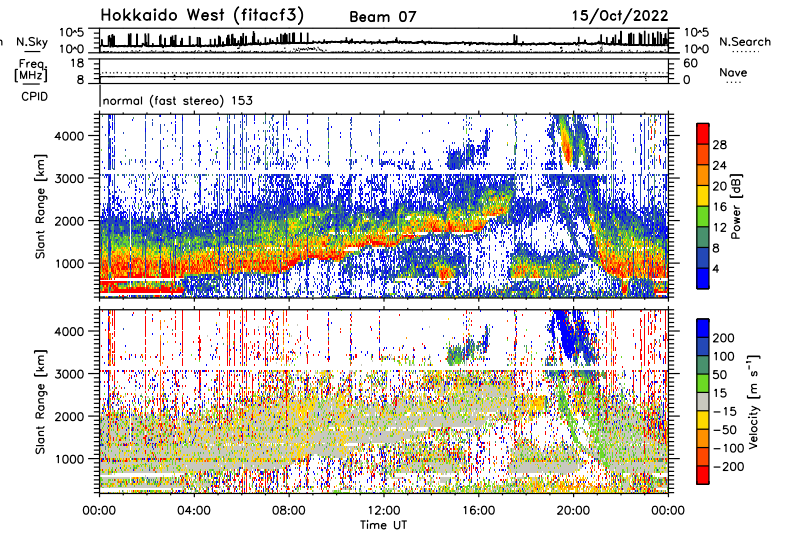 Hokkaido West (fitacf3) Beam 07 15/Oct/2022
N.Sky 10^5 10^5 N.Search
10^0 10^0
Freq. 18 60 Nave
[MHz] 8 0
CPID normal (fast stereo) 153
Slant Range [km]
4000
3000
2000
1000
28
24
20
16
12
8
4
Power [dB]
Slant Range [km]
4000
3000
2000
1000
200
100
50
15
-15
-50
-100
-200
Velocity [m s⁻¹]
00:00 04:00 08:00 12:00 16:00 20:00 00:00
Time UT